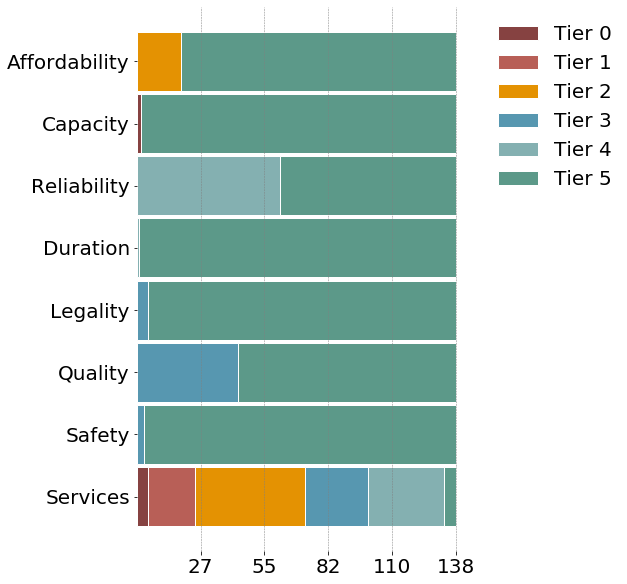 Affordability
Capacity
Reliability
Duration
Legality
Quality
Safety
Services
27 55 82 110 138
Tier 0
Tier 1
Tier 2
Tier 3
Tier 4
Tier 5